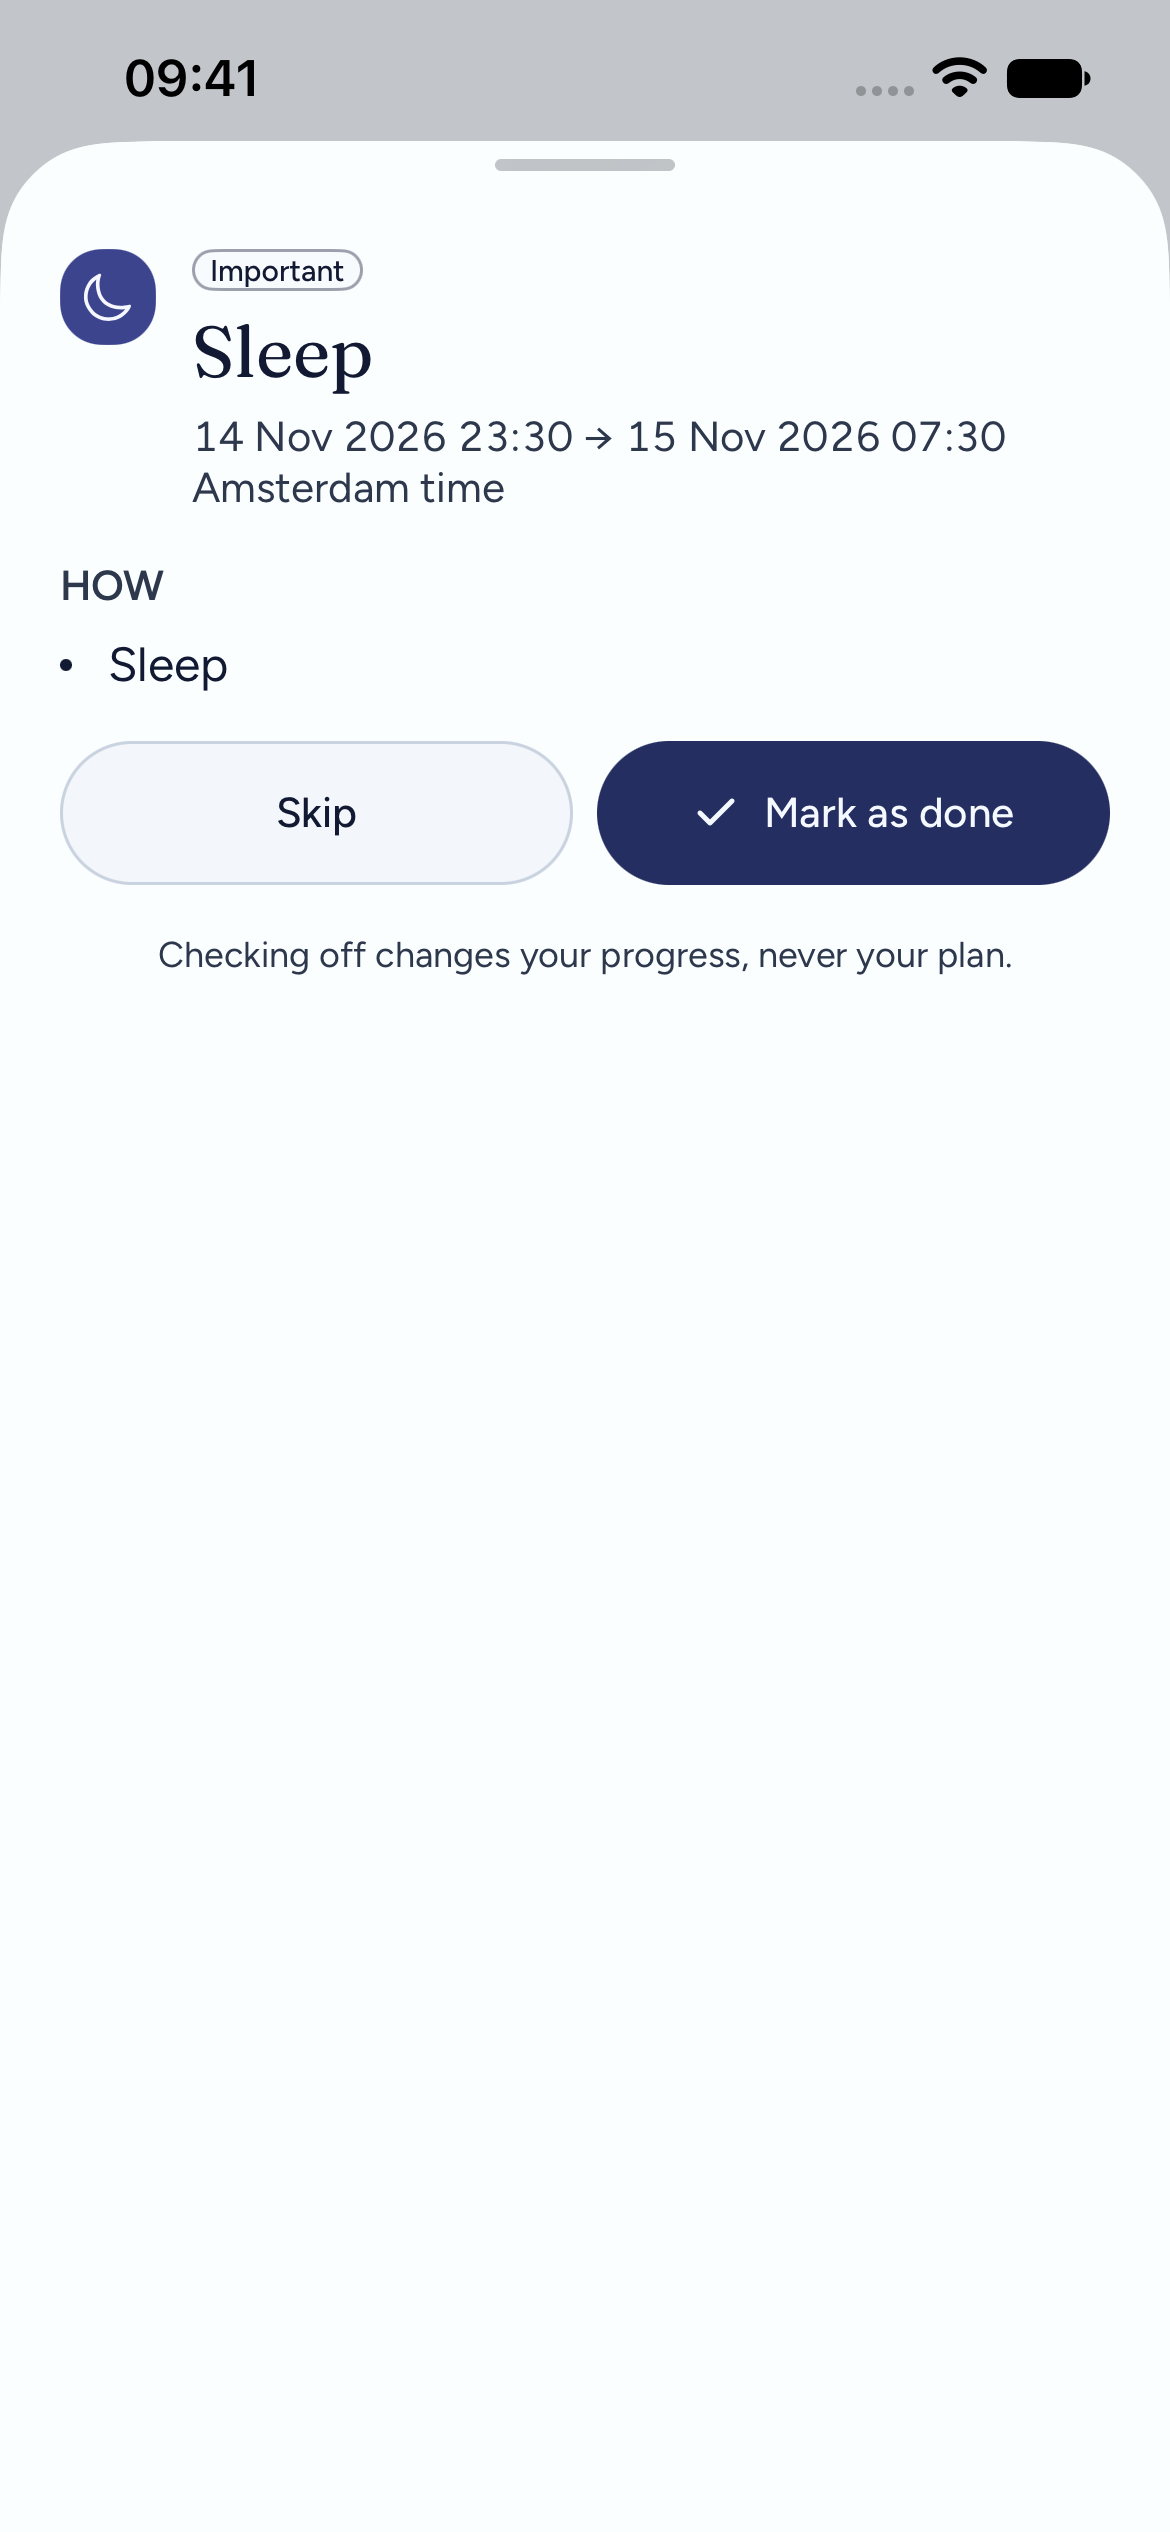 09:41
Important
Sleep
14 Nov 2026 23:30 → 15 Nov 2026 07:30
Amsterdam time
HOW
• Sleep
Skip
Mark as done
Checking off changes your progress, never your plan.